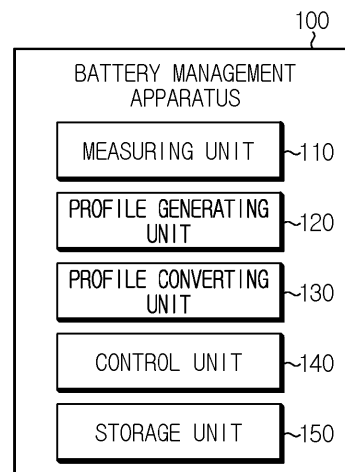 100
BATTERY MANAGEMENT
APPARATUS
MEASURING UNIT
110
PROFILE GENERATING
UNIT
120
PROFILE CONVERTING
UNIT
130
CONTROL UNIT
140
STORAGE UNIT
150